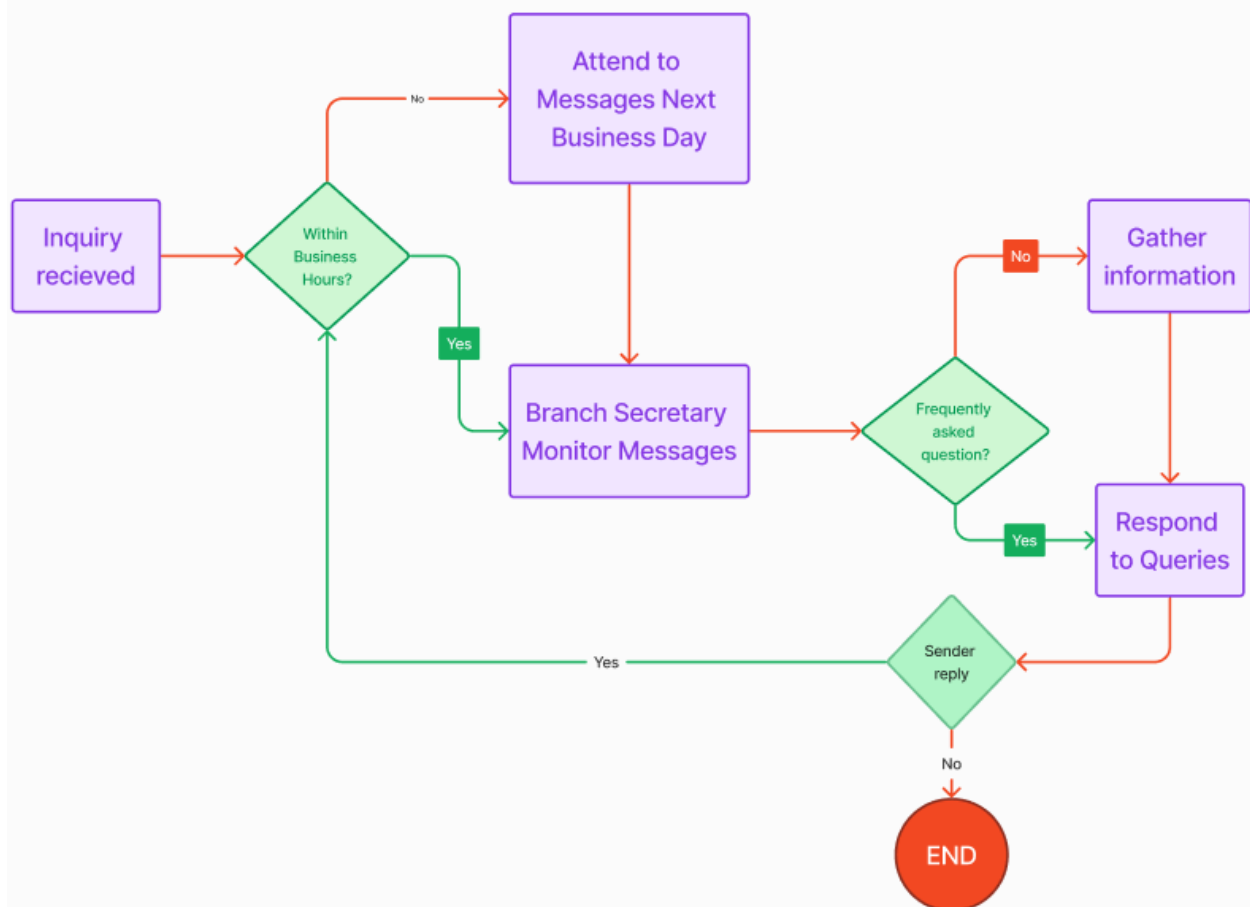 Attend to
Messages Next
Business Day
No
Inquiry
recieved
Within
Business
Hours?
Yes
Branch Secretary
Monitor Messages
Frequently
asked
question?
No
Gather
information
Yes
Respond
to Queries
Sender
reply
Yes
No
END